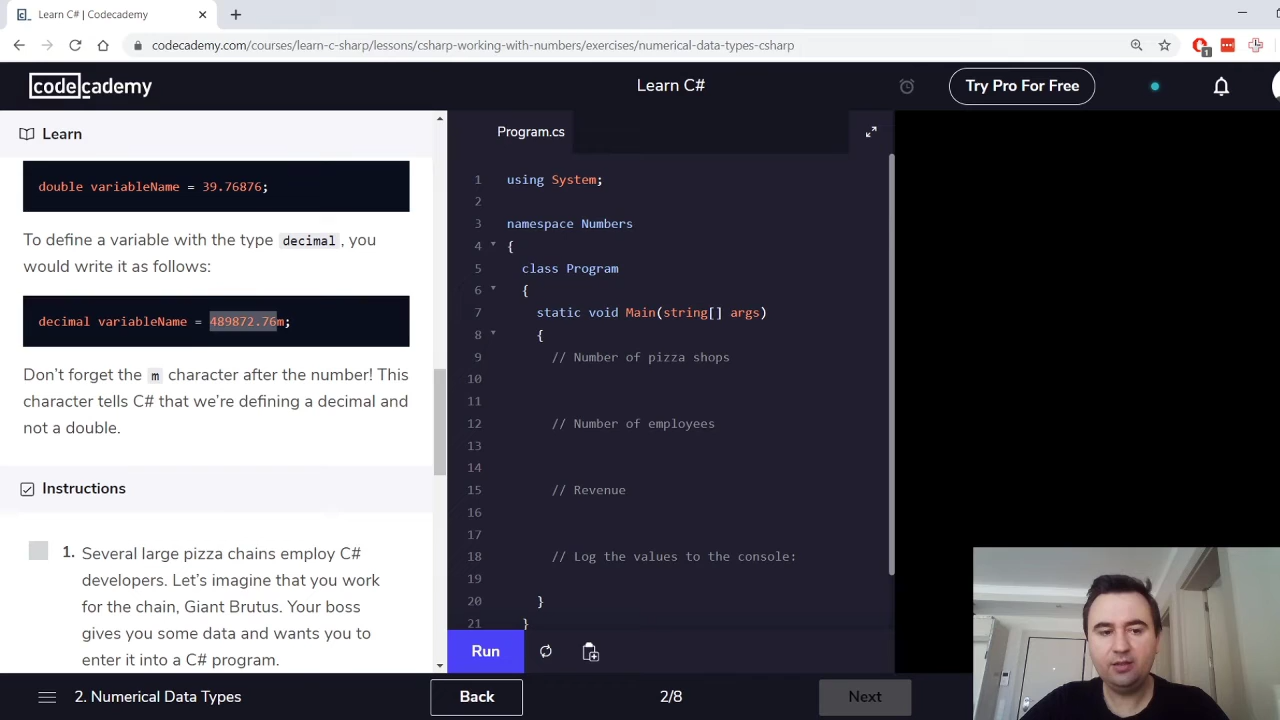 Learn C# | Codecademy
codecademy.com/courses/learn-c-sharp/lessons/csharp-working-with-numbers/exercises/numerical-data-types-csharp
1
codecademy
Learn C#
Try Pro For Free
Learn
double variableName = 39.76876;
To define a variable with the type decimal, you
would write it as follows:
decimal variableName = 489872.76m;
Don't forget the m character after the number! This
character tells C# that we're defining a decimal and
not a double.
Instructions
1. Several large pizza chains employ C#
developers. Let's imagine that you work
for the chain, Giant Brutus. Your boss
gives you some data and wants you to
enter it into a C# program.
Program.cs
1 using System;
2
3 namespace Numbers
4 {
5 class Program
6 {
7 static void Main(string[] args)
8 {
9 // Number of pizza shops
10
11
12 // Number of employees
13
14
15 // Revenue
16
17
18 // Log the values to the console:
19
20 }
21 }
Run
2. Numerical Data Types
Back
2/8
Next